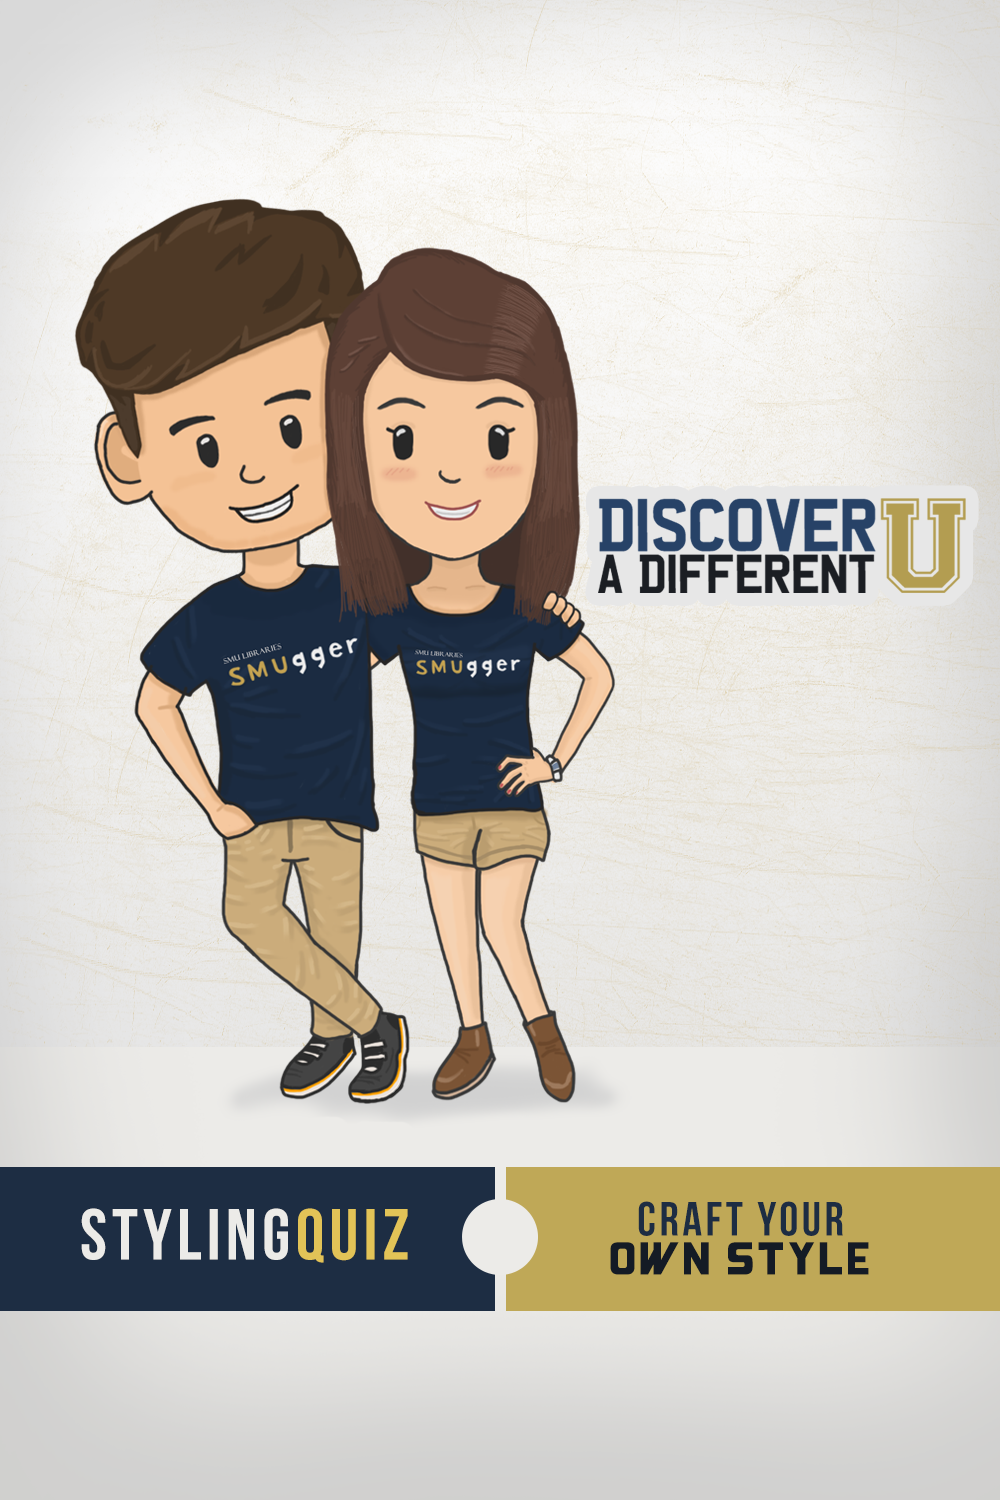 DISCOVER U
A DIFFERENT
SMU LIBRARIES
SMUgger
SMU LIBRARIES
SMUgger
STYLINGQUIZ
CRAFT YOUR
OWN STYLE